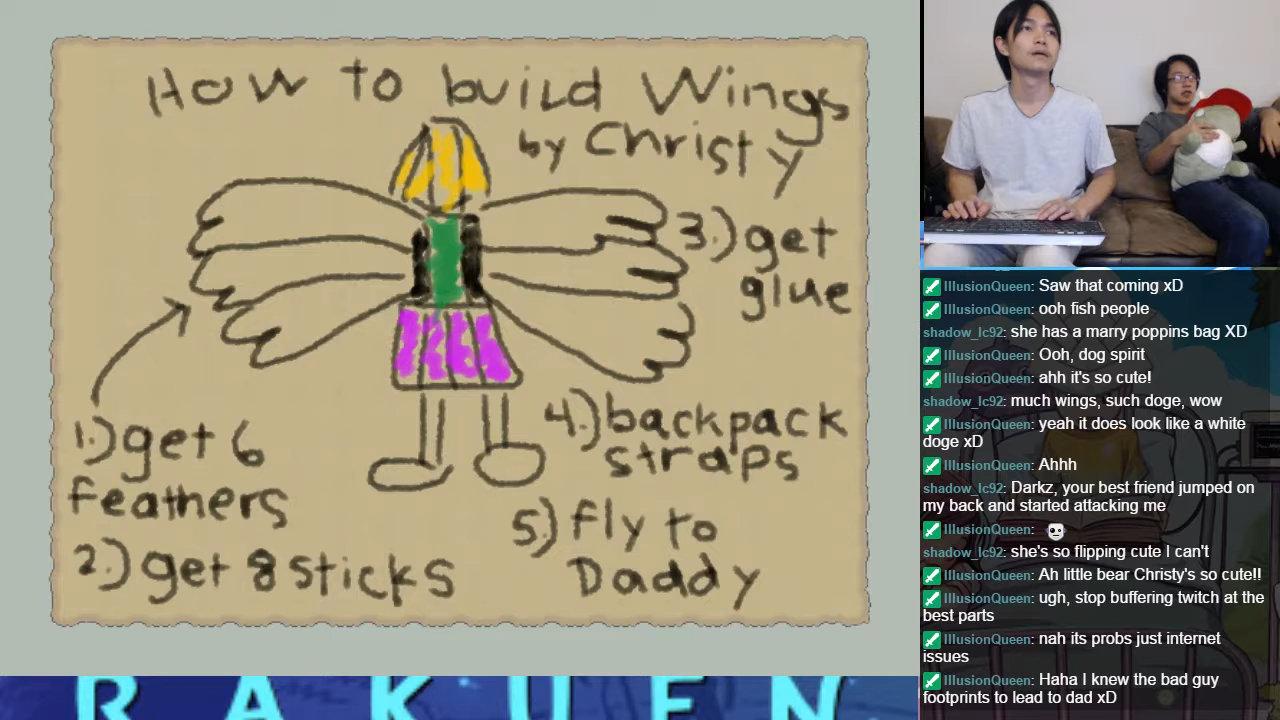 How to build Wings
by Christy
1.) get 6
feathers
2.) get 8 sticks
3.) get
glue
4.) backpack
straps
5.) fly to
Daddy
RAKUEN
IllusionQueen: Saw that coming xD
IllusionQueen: ooh fish people
shadow_lc92: she has a marry poppins bag XD
IllusionQueen: Ooh, dog spirit
IllusionQueen: ahh it's so cute!
shadow_lc92: much wings, such doge, wow
IllusionQueen: yeah it does look like a white
doge xD
IllusionQueen: Ahhh
shadow_lc92: Darkz, your best friend jumped on
my back and started attacking me
IllusionQueen:
shadow_lc92: she's so flipping cute I can't
IllusionQueen: Ah little bear Christy's so cute!!
IllusionQueen: ugh, stop buffering twitch at the
best parts
IllusionQueen: nah its probs just internet
issues
IllusionQueen: Haha I knew the bad guy
footprints to lead to dad xD